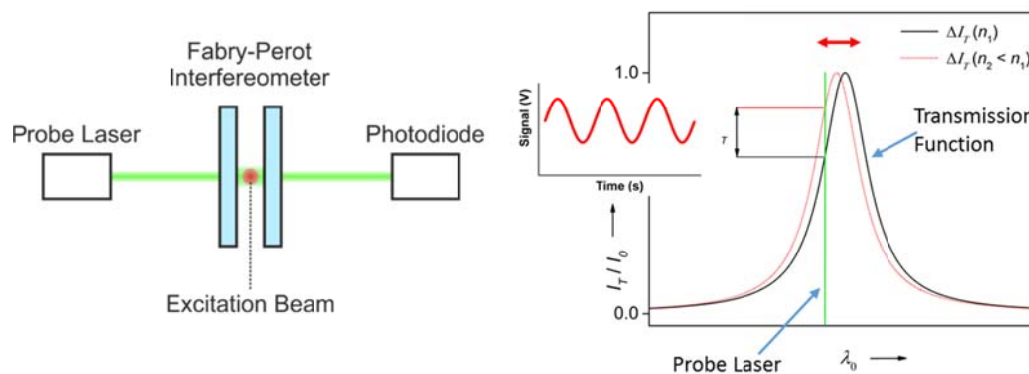 Fabry-Perot
Interfereometer
Probe Laser
Photodiode
Excitation Beam
ΔI_T (n_1)
ΔI_T (n_2 < n_1)
1.0
Signal (V)
Time (s)
T
Transmission
Function
I_T / I_0
0.0
Probe Laser
λ_0